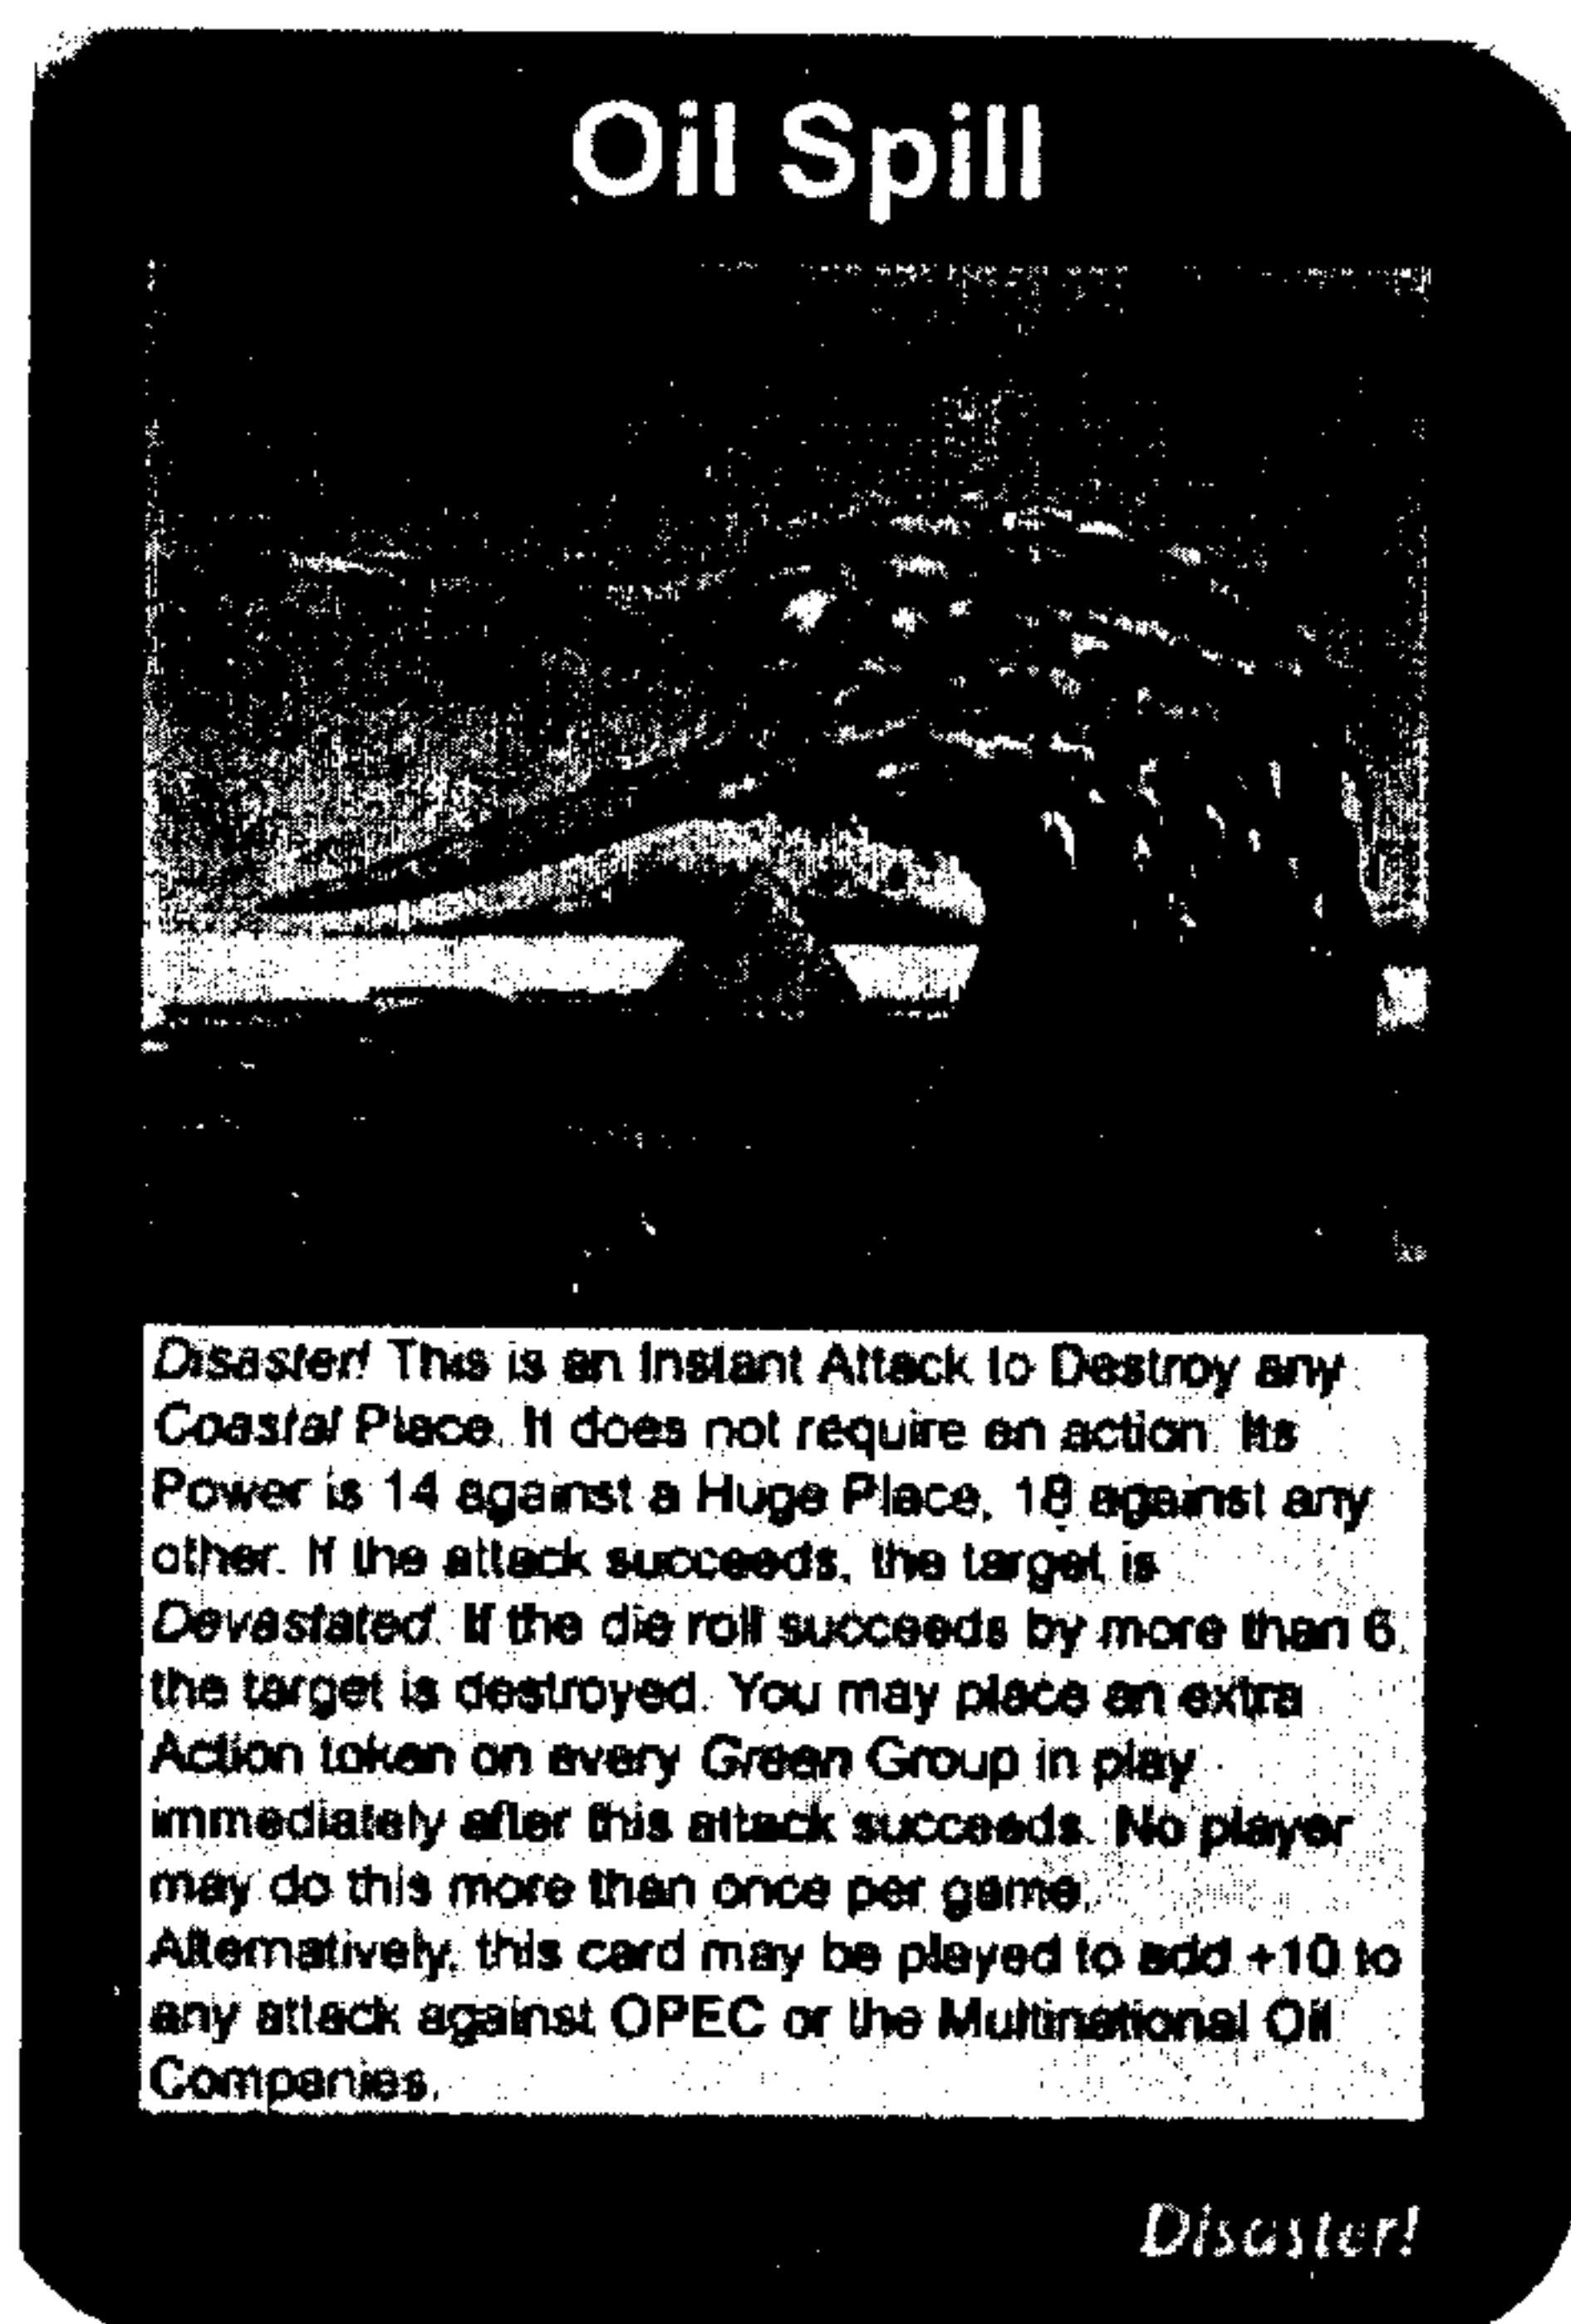 Oil Spill
Disaster! This is an Instant Attack to Destroy any
Coastal Place. It does not require an action. Its
Power is 14 against a Huge Place, 18 against any
other. If the attack succeeds, the target is
Devastated. If the die roll succeeds by more than 6,
the target is destroyed. You may place an extra
Action token on every Green Group in play
immediately after this attack succeeds. No player
may do this more than once per game.
Alternatively, this card may be played to add +10 to
any attack against OPEC or the Multinational Oil
Companies.
Disaster!